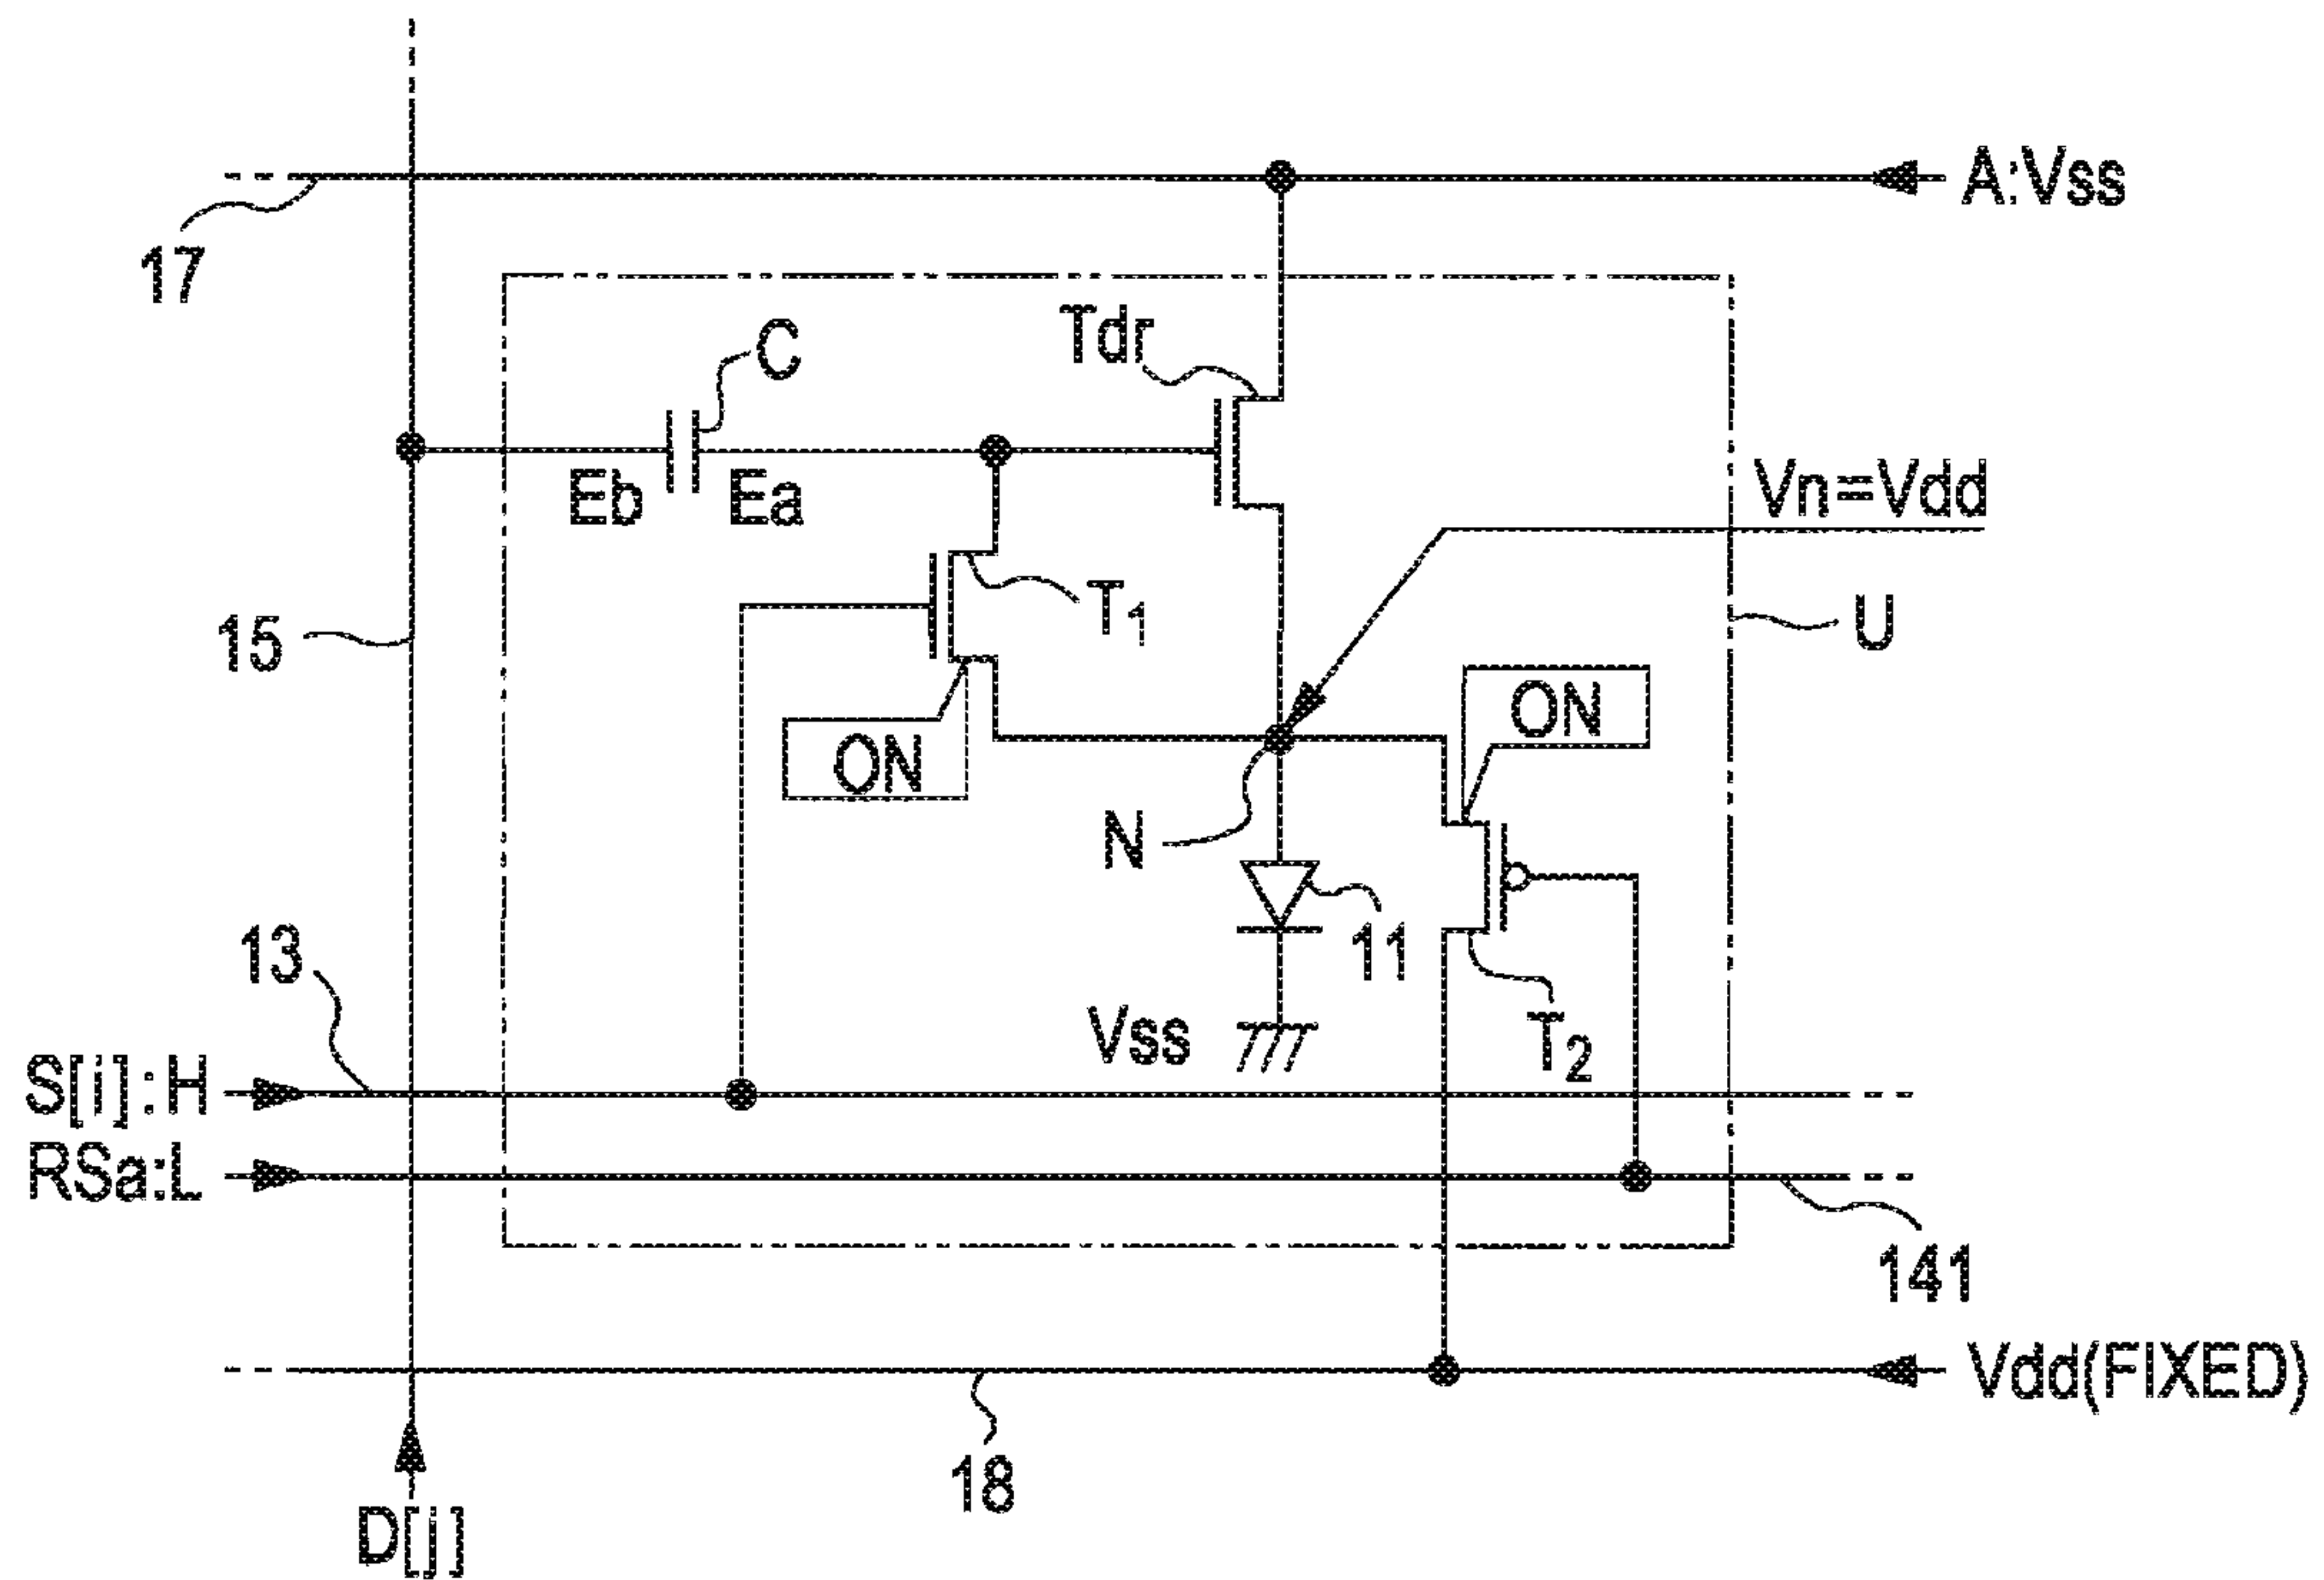 A:Vss
17
C
Tdr
Eb
Ea
Vn=Vdd
T1
15
U
ON
ON
N
13
11
Vss
T2
S[i]:H
RSa:L
141
Vdd(FIXED)
18
D[j]